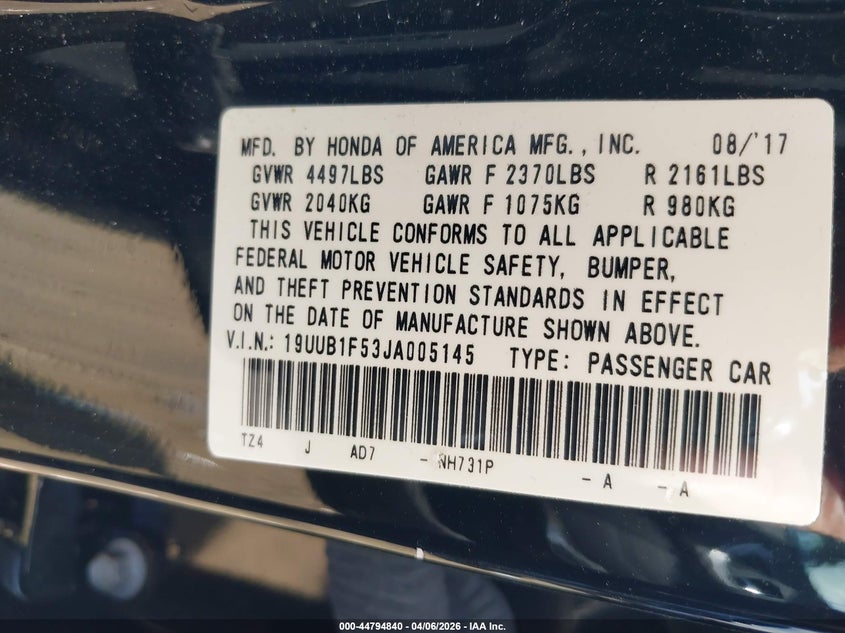 MFD. BY HONDA OF AMERICA MFG., INC. 08/'17
GVWR 4497LBS GAWR F 2370LBS R 2161LBS
GVWR 2040KG GAWR F 1075KG R 980KG
THIS VEHICLE CONFORMS TO ALL APPLICABLE
FEDERAL MOTOR VEHICLE SAFETY, BUMPER,
AND THEFT PREVENTION STANDARDS IN EFFECT
ON THE DATE OF MANUFACTURE SHOWN ABOVE.
V.I.N.: 19UUB1F53JA005145 TYPE: PASSENGER CAR
TZ4 J AD7 - NH731P - A - A
000-44794840 - 04/06/2026 - IAA Inc.